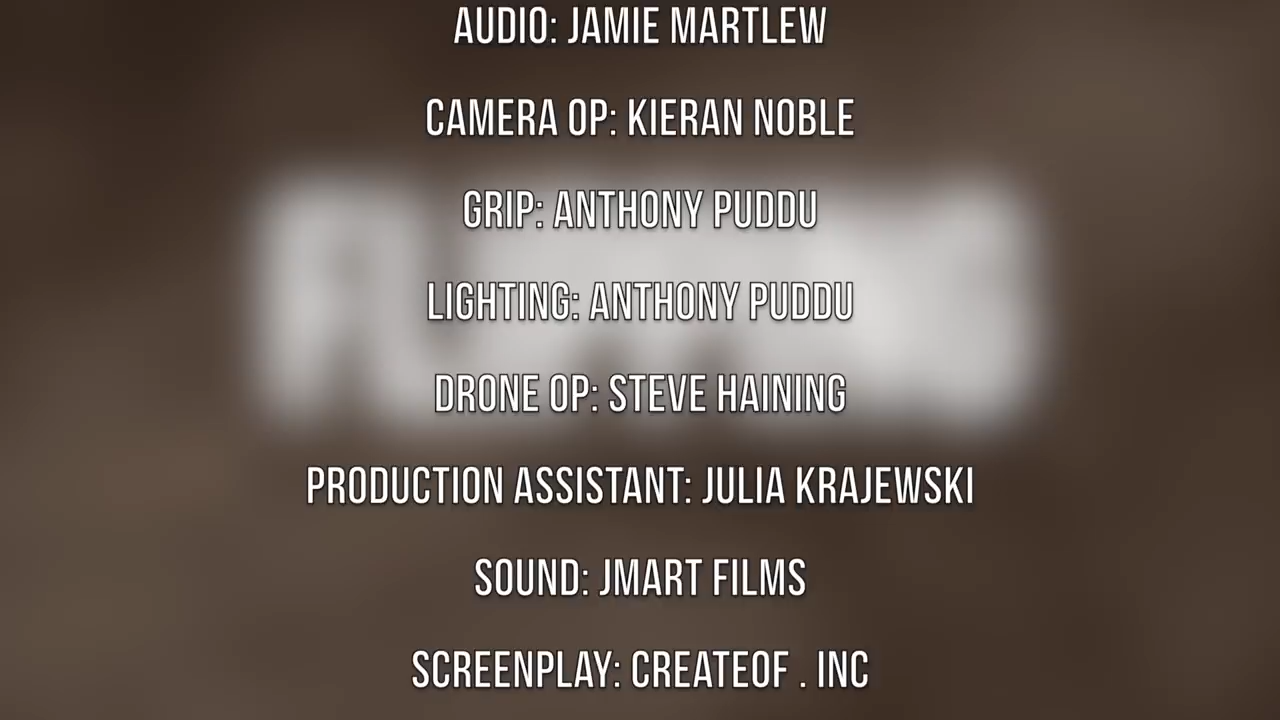 AUDIO: JAMIE MARTLEW
CAMERA OP: KIERAN NOBLE
GRIP: ANTHONY PUDDU
LIGHTING: ANTHONY PUDDU
DRONE OP: STEVE HAINING
PRODUCTION ASSISTANT: JULIA KRAJEWSKI
SOUND: JMART FILMS
SCREENPLAY: CREATEOF . INC